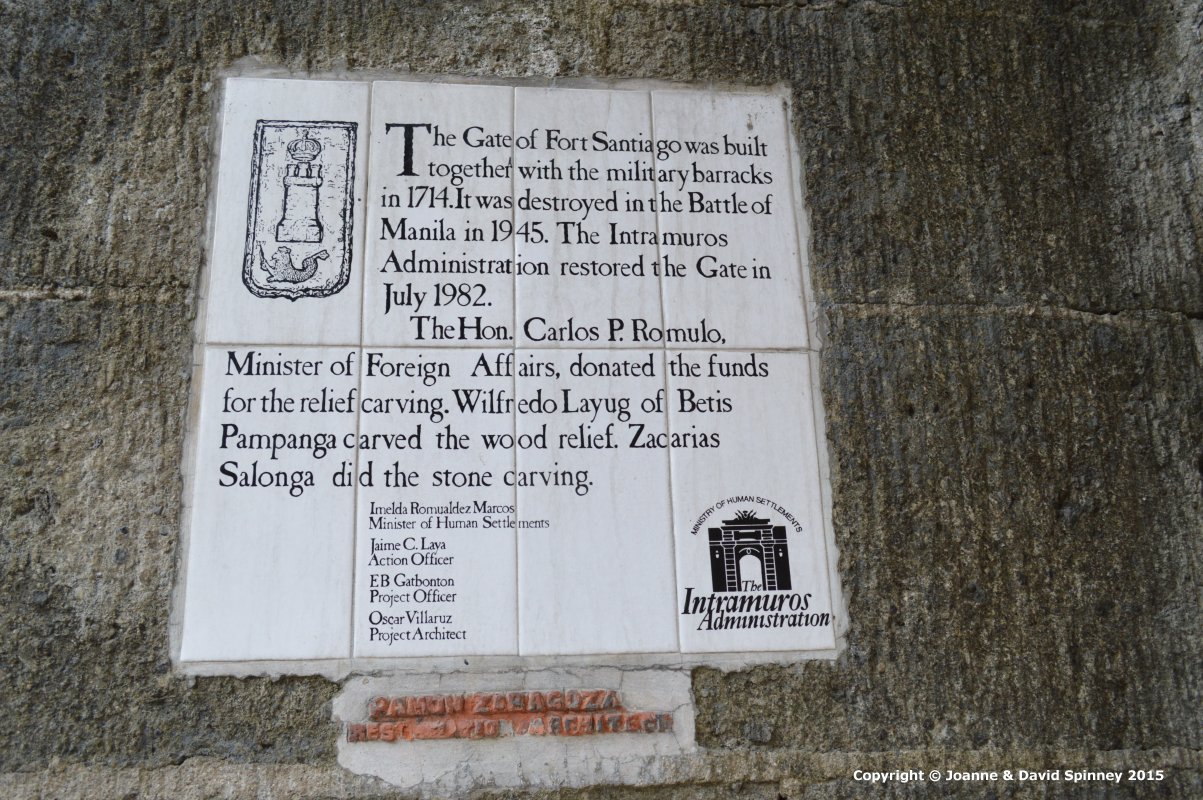 The Gate of Fort Santiago was built
together with the military barracks
in 1714. It was destroyed in the Battle of
Manila in 1945. The Intramuros
Administration restored the Gate in
July 1982.
The Hon. Carlos P. Romulo,
Minister of Foreign Affairs, donated the funds
for the relief carving. Wilfredo Layug of Betis
Pampanga carved the wood relief. Zacarias
Salonga did the stone carving.
Imelda Romualdez Marcos
Minister of Human Settlements
Jaime C. Laya
Action Officer
EB Gatbonton
Project Officer
Oscar Villaruz
Project Architect
MINISTRY OF HUMAN SETTLEMENTS
The
Intramuros
Administration
RAMON ZARAGOZA
ARCHITECT
Copyright © Joanne & David Spinney 2015